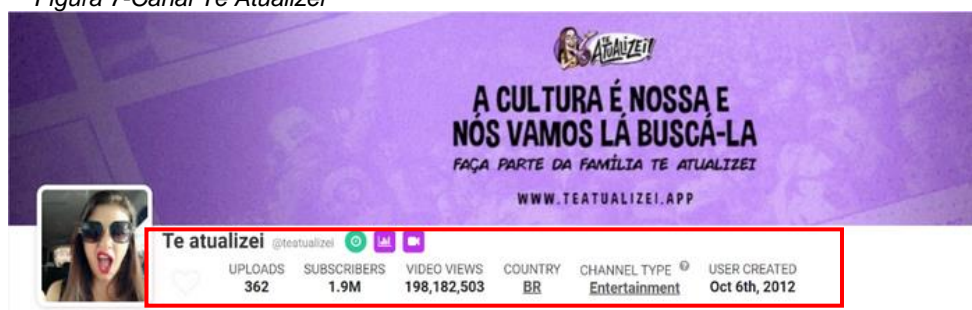 Figura 7-Canal Te Atualizei
TE ATUALIZEI!
A CULTURA É NOSSA E
NÓS VAMOS LÁ BUSCÁ-LA
FAÇA PARTE DA FAMÍLIA TE ATUALIZEI
WWW.TEATUALIZEI.APP
Te atualizei @teatualizei
UPLOADS SUBSCRIBERS VIDEO VIEWS COUNTRY CHANNEL TYPE USER CREATED
362 1.9M 198,182,503 BR Entertainment Oct 6th, 2012